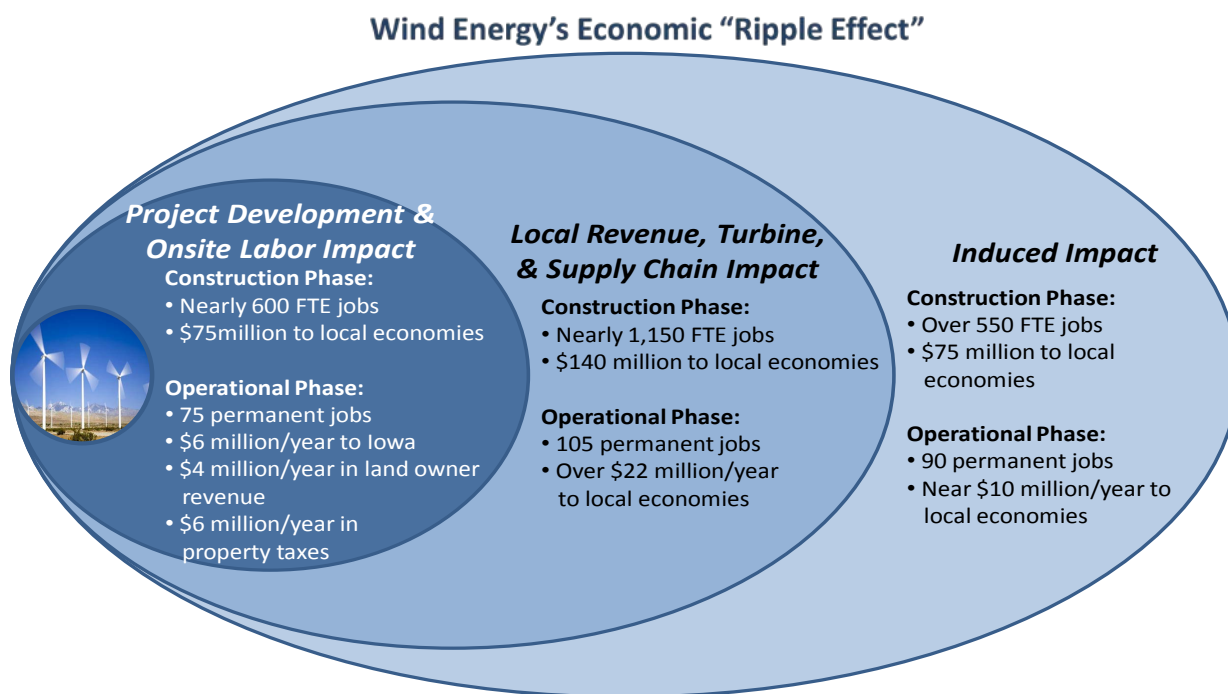 Wind Energy’s Economic “Ripple Effect”
Project Development &
Onsite Labor Impact
Construction Phase:
• Nearly 600 FTE jobs
• $75million to local economies
Operational Phase:
• 75 permanent jobs
• $6 million/year to Iowa
• $4 million/year in land owner
revenue
• $6 million/year in
property taxes
Local Revenue, Turbine,
& Supply Chain Impact
Construction Phase:
• Nearly 1,150 FTE jobs
• $140 million to local economies
Operational Phase:
• 105 permanent jobs
• Over $22 million/year
to local economies
Induced Impact
Construction Phase:
• Over 550 FTE jobs
• $75 million to local
economies
Operational Phase:
• 90 permanent jobs
• Near $10 million/year to
local economies